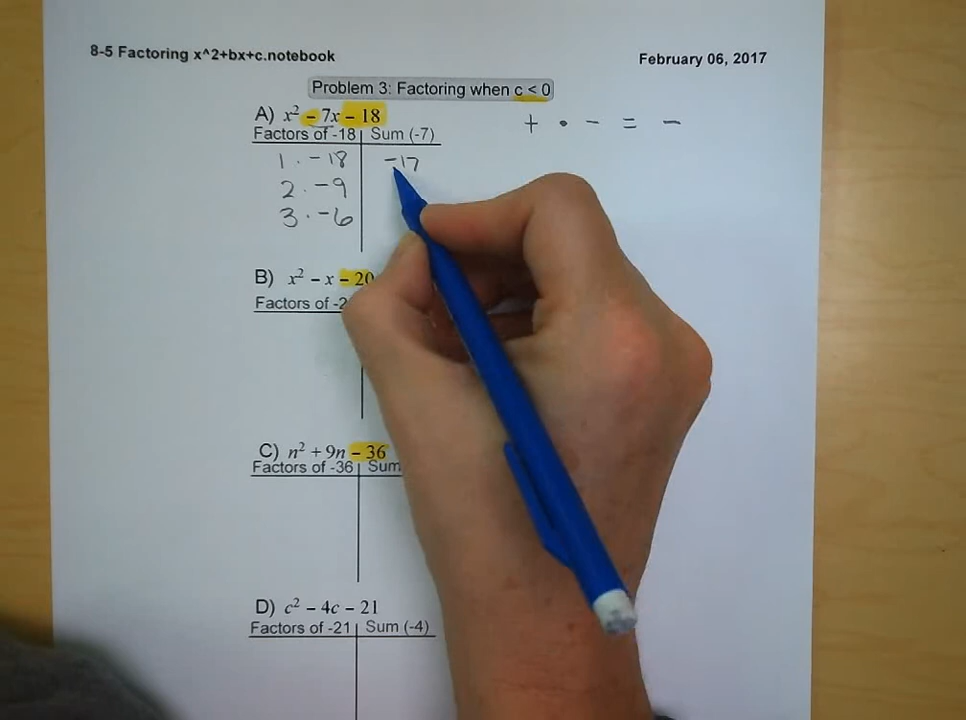 8-5 Factoring x^2+bx+c.notebook
February 06, 2017
Problem 3: Factoring when c < 0
A) x² – 7x – 18
+ • – = –
Factors of -18 Sum (-7)
1 · -18 -17
2 · -9
3 · -6
B) x² – x – 20
Factors of
C) n² + 9n – 36
Factors of -36 Sum
D) c² – 4c – 21
Factors of -21 Sum (-4)